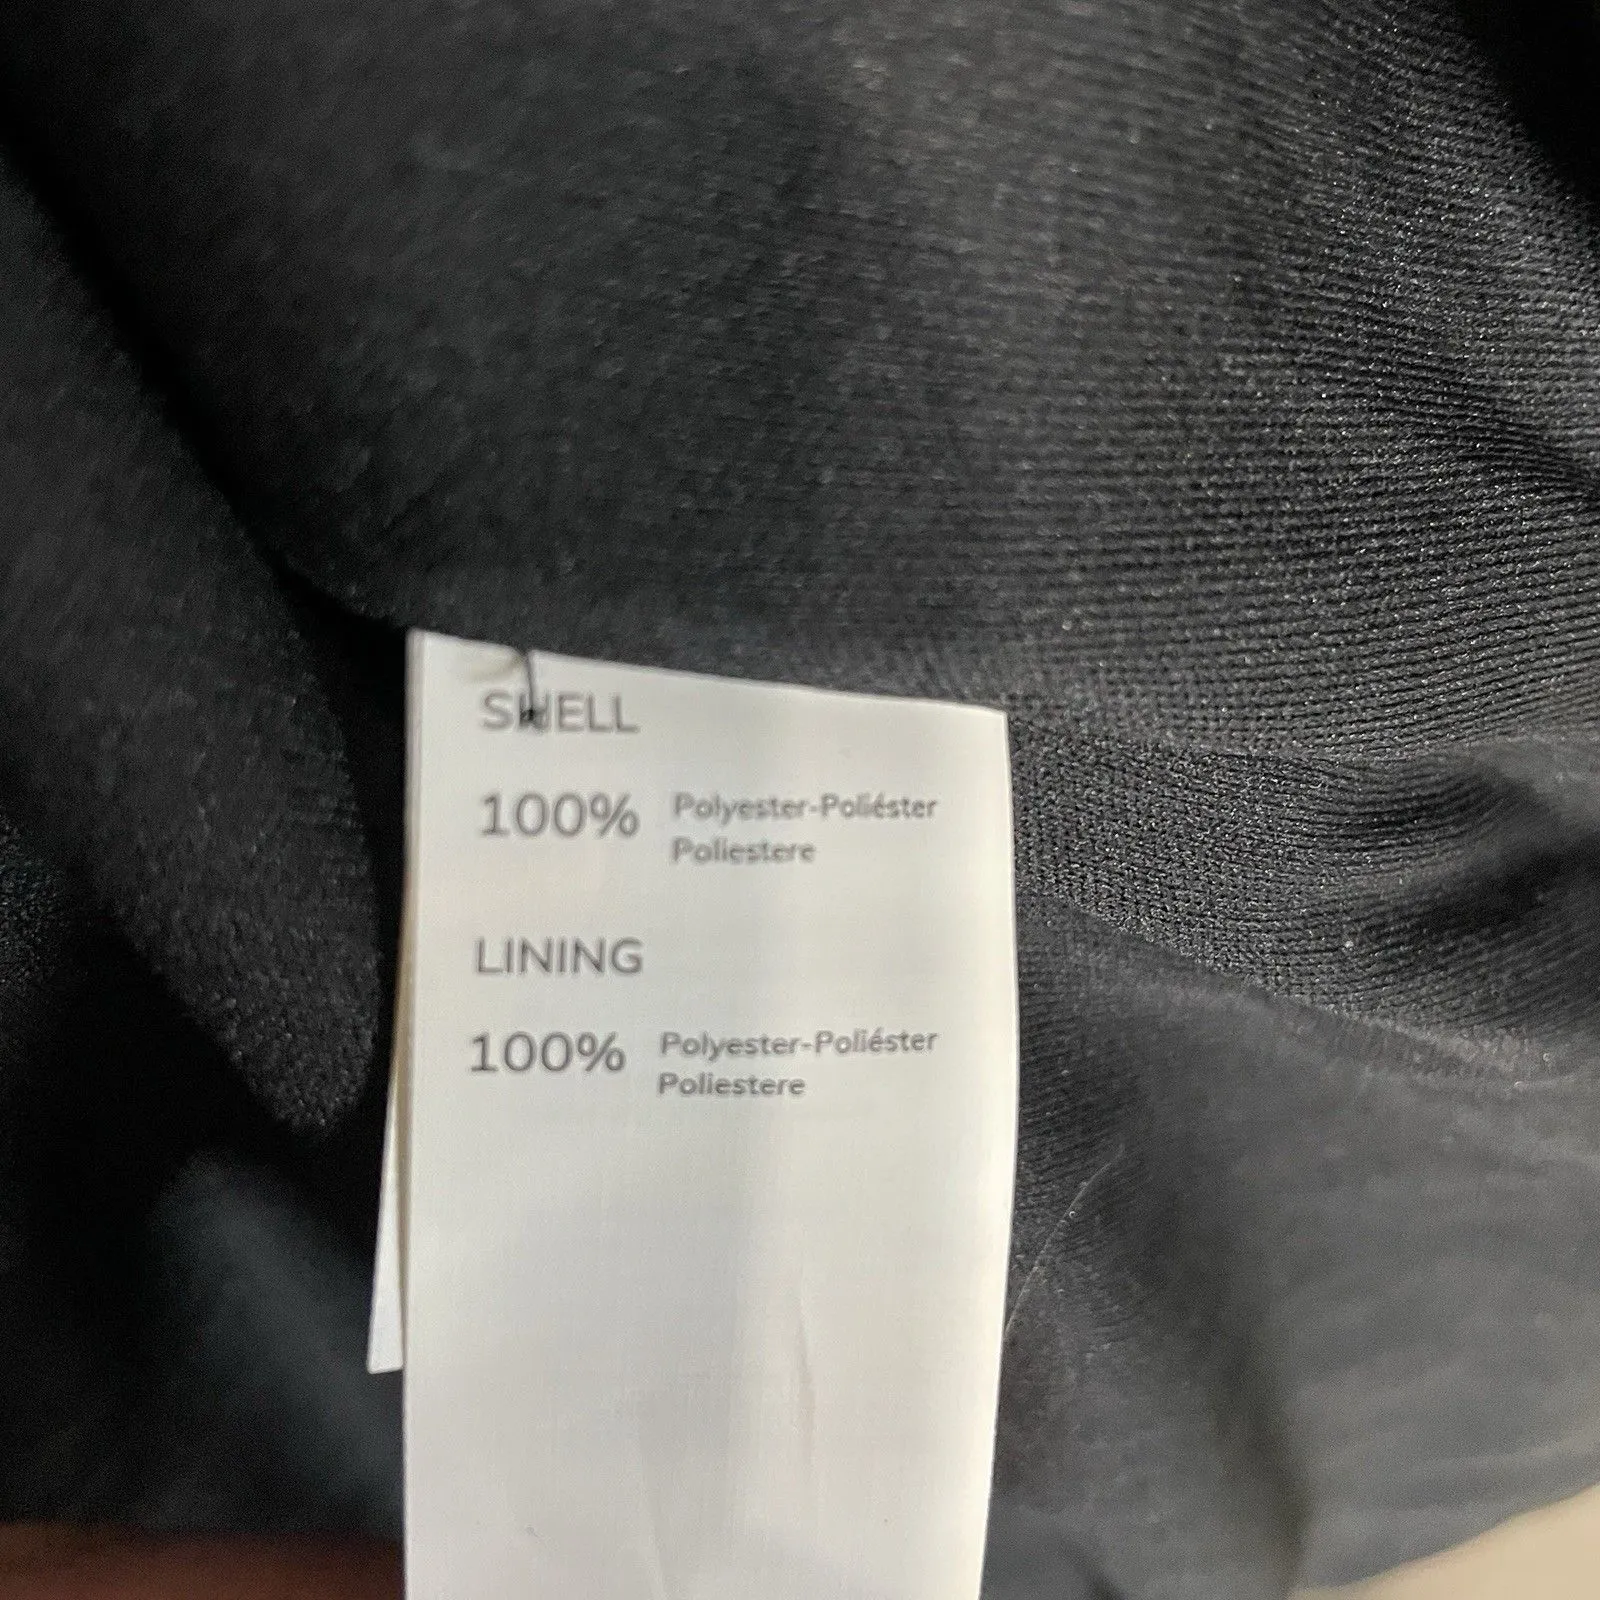 SHELL
100% Polyester-Poliéster
Poliestere
LINING
100% Polyester-Poliéster
Poliestere